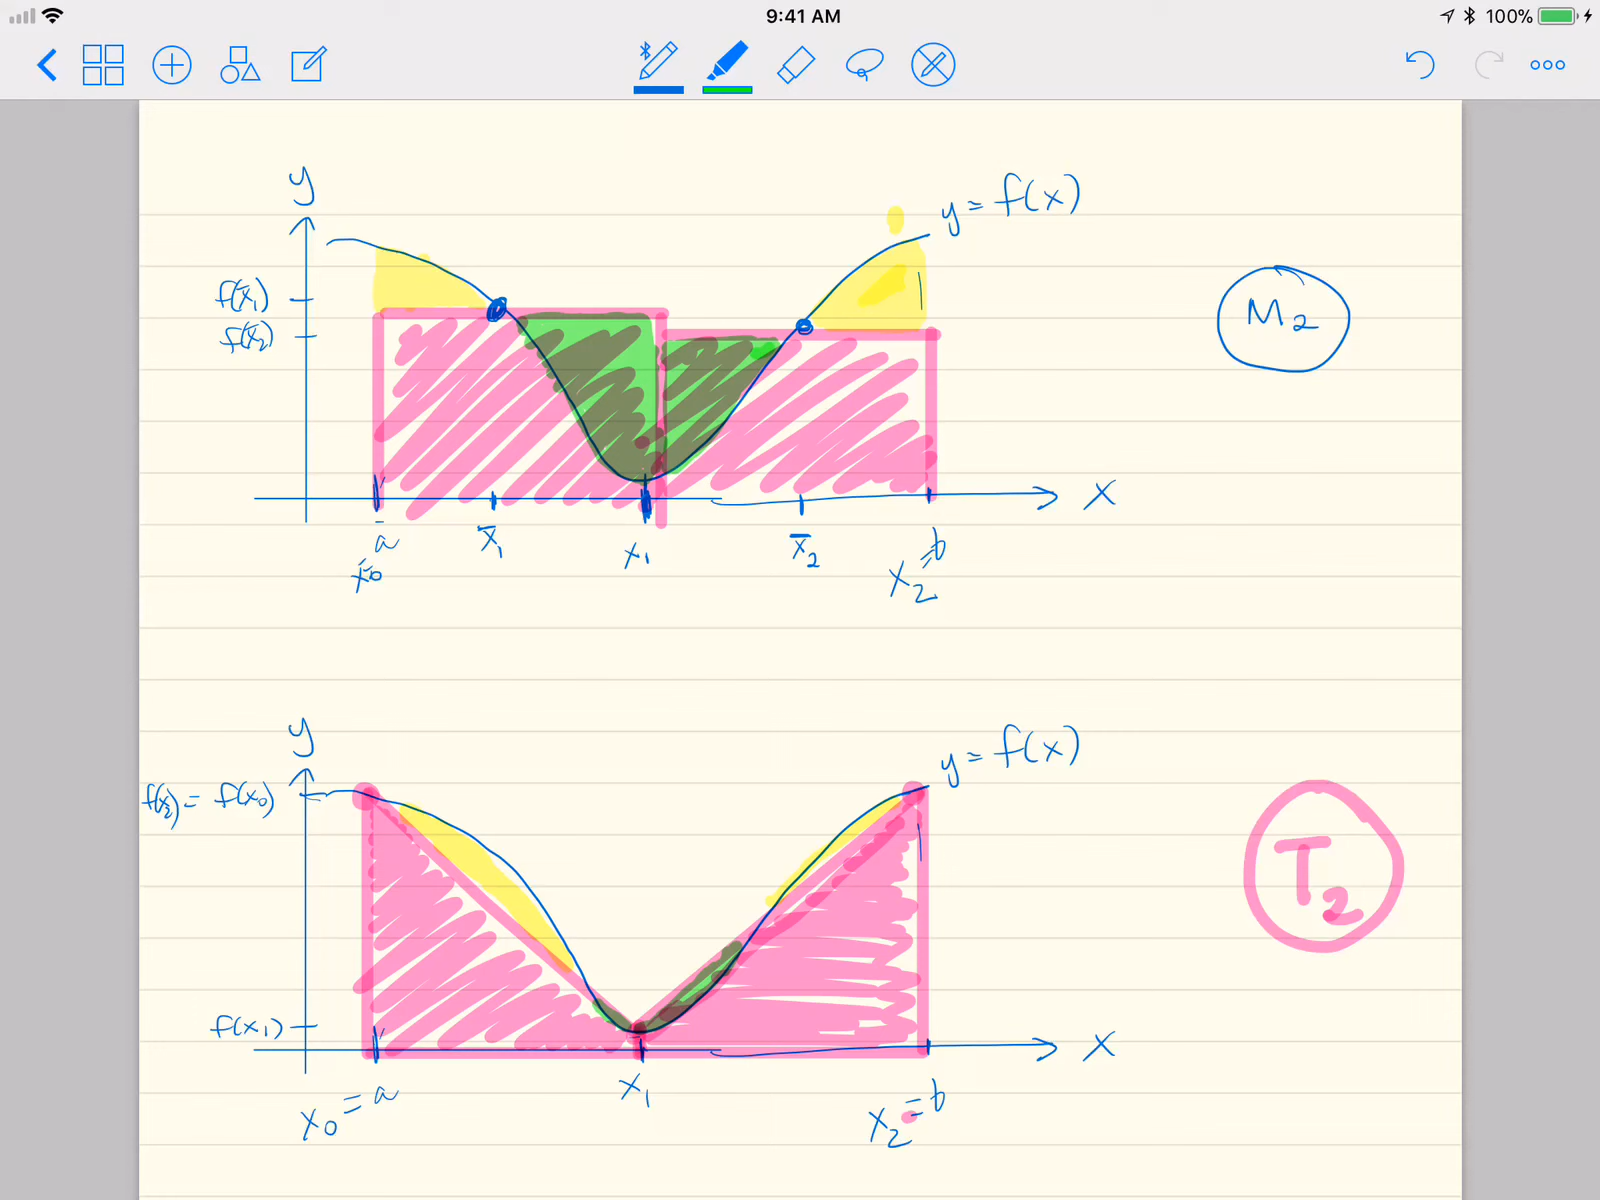 9:41 AM
100%
y
y = f(x)
f(x̄₁)
f(x̄₂)
M₂
x
a
x̄₁
x₁
x̄₂
= b
x₀
x₂
y
y = f(x)
f(x₂) = f(x₀)
T₂
f(x₁)
x
x₀ = a
x₁
x₂ = b